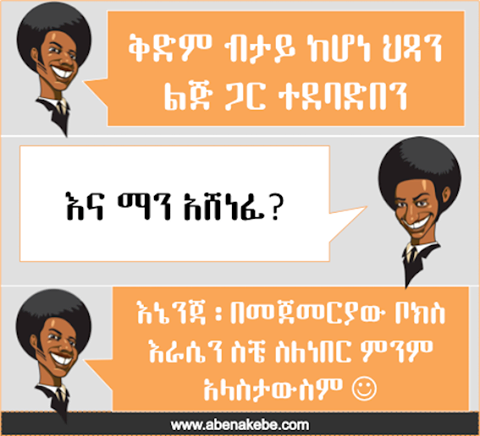 ቅድም ብታይ ከሆነ ህጻን
ልጅ ጋር ተደባድበን
እና ማን አሸነፊ?
እኔንጃ ፡ በመጀመርያው ቦክስ
እራሴን ስቼ ስለነበር ምንም
አላስታውስም ☺
www.abenakebe.com